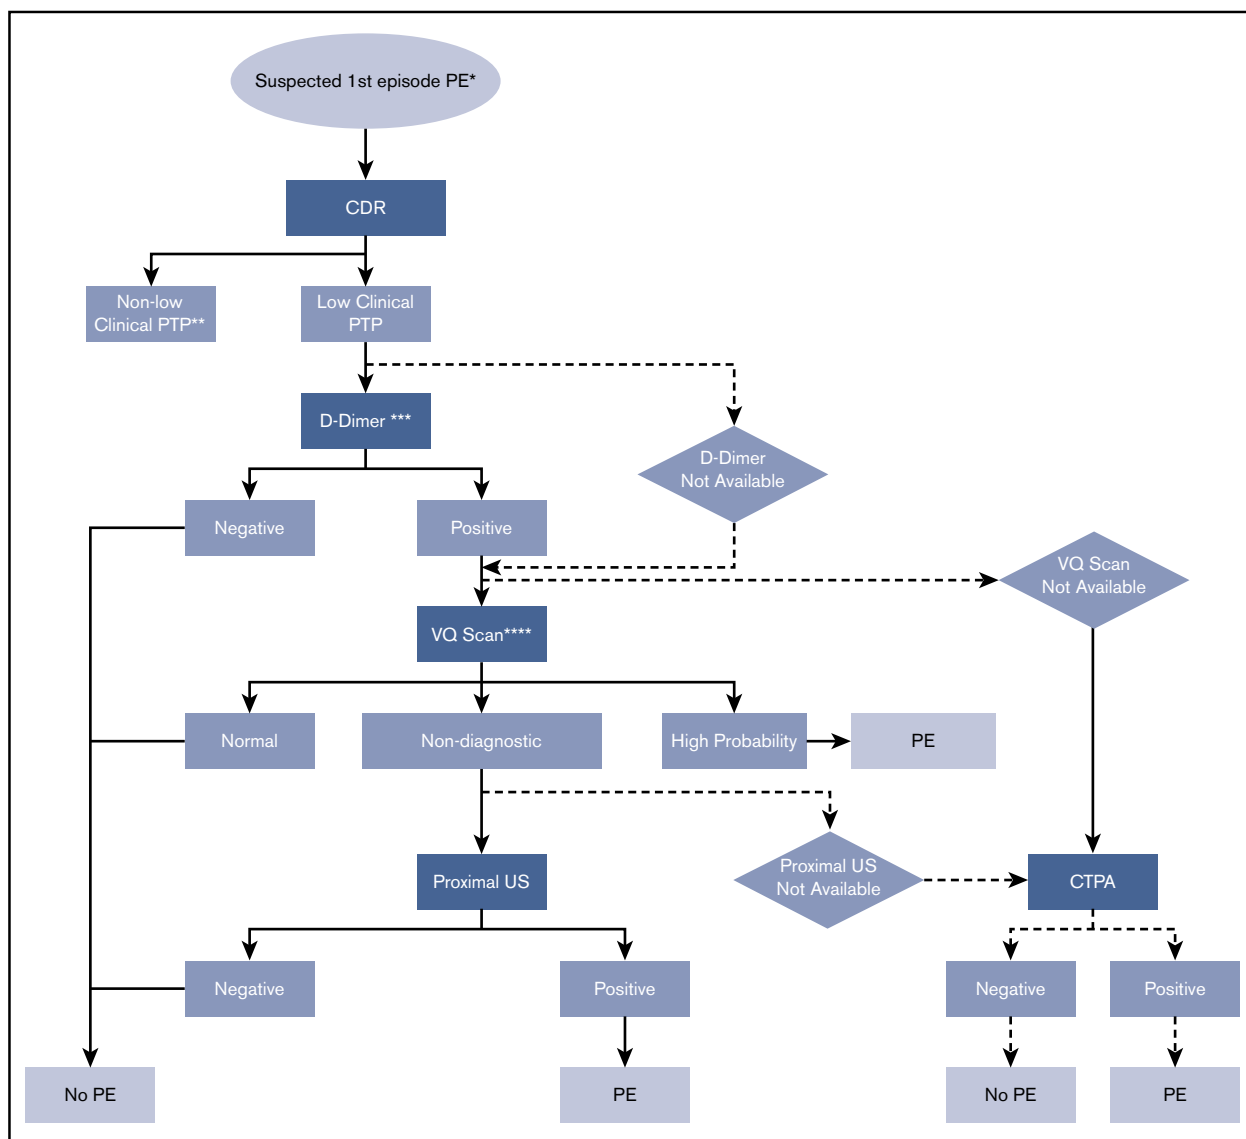 Suspected 1st episode PE*
CDR
Non-low
Clinical PTP**
Low Clinical
PTP
D-Dimer ***
D-Dimer
Not Available
Negative
Positive
VQ Scan
Not Available
VQ Scan****
Normal
Non-diagnostic
High Probability
PE
Proximal US
Proximal US
Not Available
CTPA
Negative
Positive
Negative
Positive
No PE
PE
No PE
PE